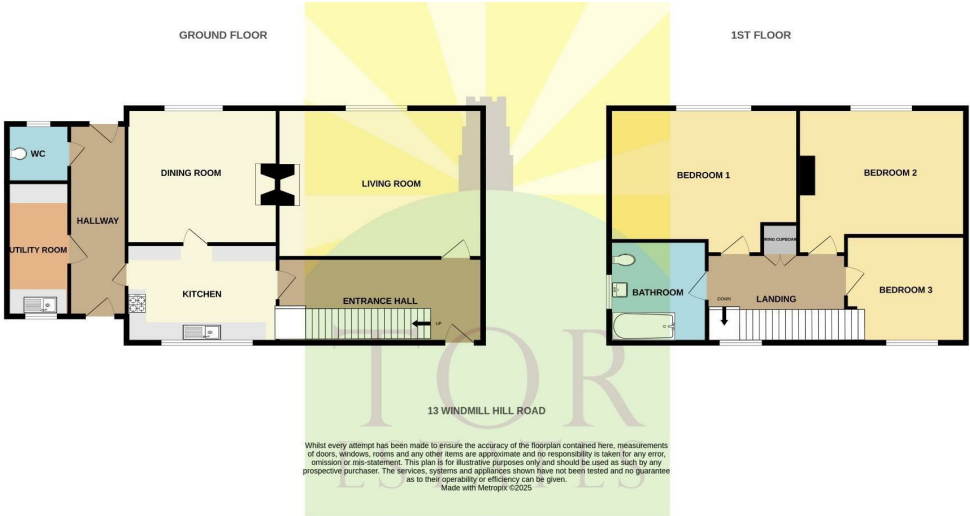 GROUND FLOOR
1ST FLOOR
WC
HALLWAY
UTILITY ROOM
DINING ROOM
LIVING ROOM
KITCHEN
ENTRANCE HALL
UP
BEDROOM 1
BEDROOM 2
CUPBOARD
BATHROOM
DOWN
LANDING
BEDROOM 3
TOR
ESTATES
13 WINDMILL HILL ROAD
Whilst every attempt has been made to ensure the accuracy of the floorplan contained here, measurements
of doors, windows, rooms and any other items are approximate and no responsibility is taken for any error,
omission or mis-statement. This plan is for illustrative purposes only and should be used as such by any
prospective purchaser. The services, systems and appliances shown have not been tested and no guarantee
as to their operability or efficiency can be given.
Made with Metropix ©2025